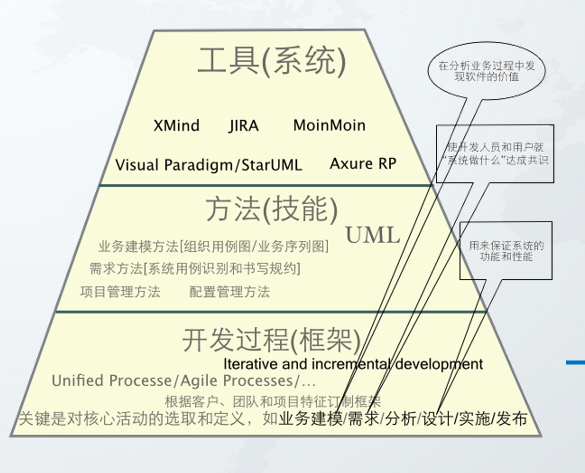 工具(系统)
XMind JIRA MoinMoin
Visual Paradigm/StarUML Axure RP
方法(技能)
UML
业务建模方法[组织用例图/业务序列图]
需求方法[系统用例识别和书写规约]
项目管理方法 配置管理方法
开发过程(框架)
Iterative and incremental development
Unified Processe/Agile Processes/...
根据客户、团队和项目特征订制框架
关键是对核心活动的选取和定义，如业务建模/需求/分析/设计/实施/发布
在分析业务过程中发
现软件的价值
使开发人员和用户就
“系统做什么”达成共识
用来保证系统的
功能和性能